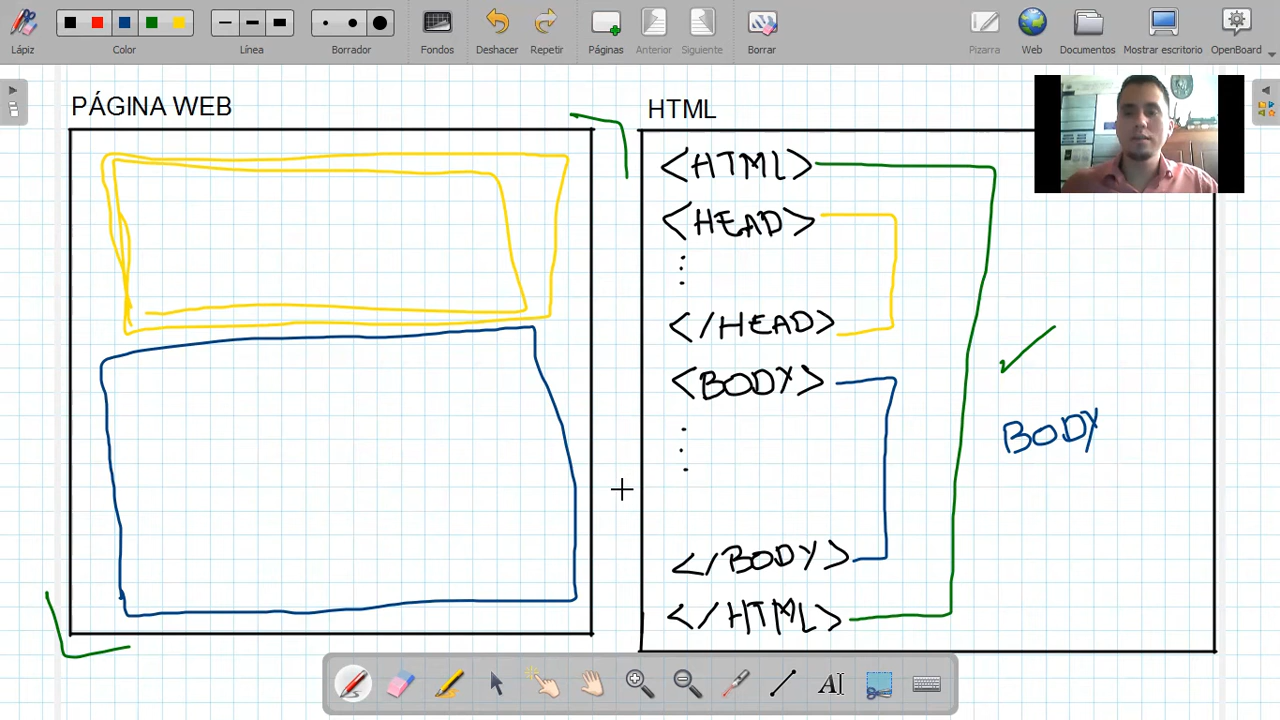 Lápiz Color Línea Borrador Fondos Deshacer Repetir Páginas Anterior Siguiente Borrar Pizarra Web Documentos Mostrar escritorio OpenBoard
PÁGINA WEB
HTML
<HTML>
<HEAD>
</HEAD>
<BODY>
BODY
</BODY>
</HTML>
AI